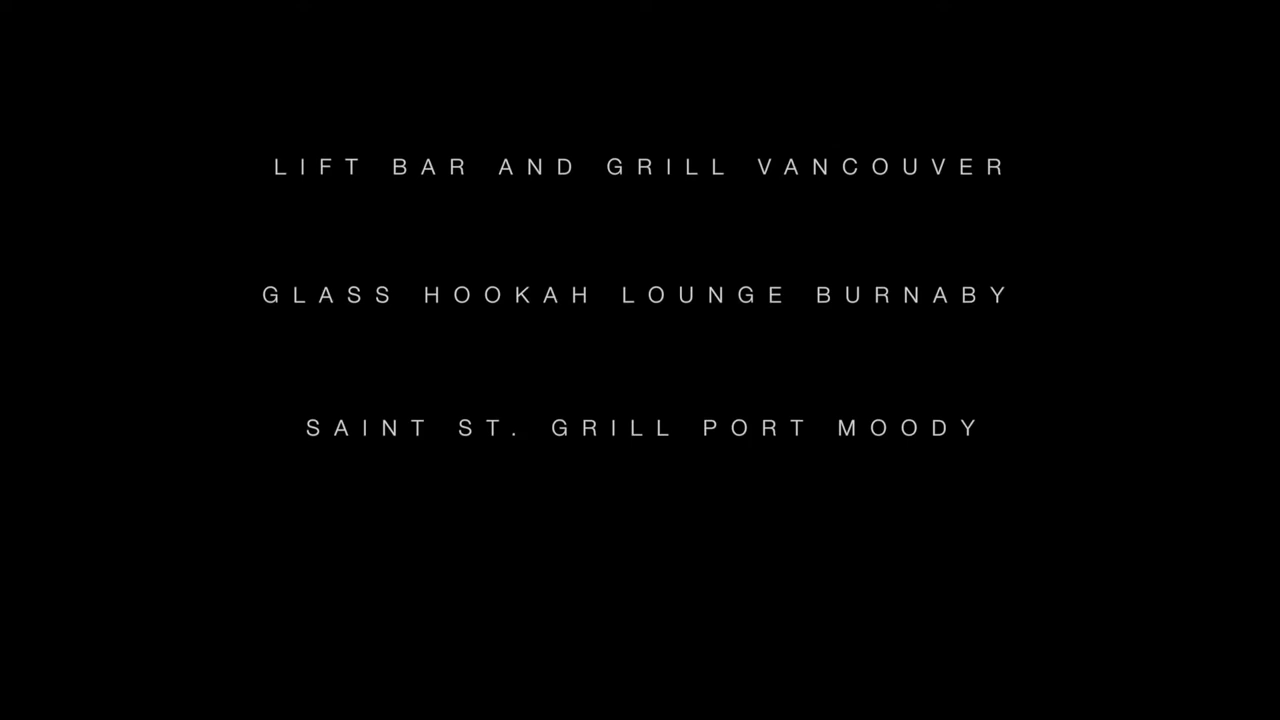 LIFT BAR AND GRILL VANCOUVER
GLASS HOOKAH LOUNGE BURNABY
SAINT ST. GRILL PORT MOODY